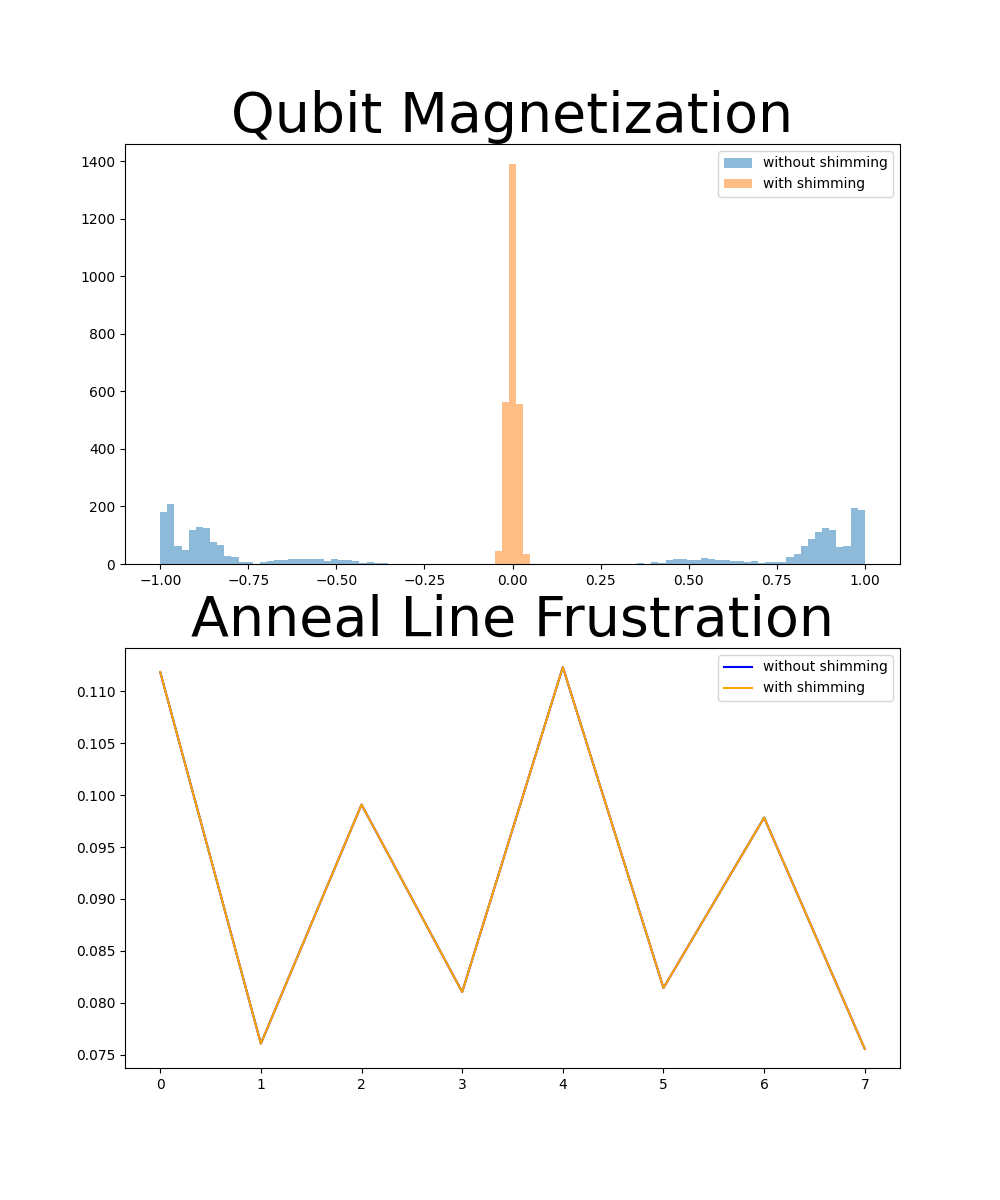 Qubit Magnetization
1400
1200
1000
800
600
400
200
0
without shimming
with shimming
−1.00 −0.75 −0.50 −0.25 0.00 0.25 0.50 0.75 1.00
Anneal Line Frustration
0.110
0.105
0.100
0.095
0.090
0.085
0.080
0.075
without shimming
with shimming
0 1 2 3 4 5 6 7